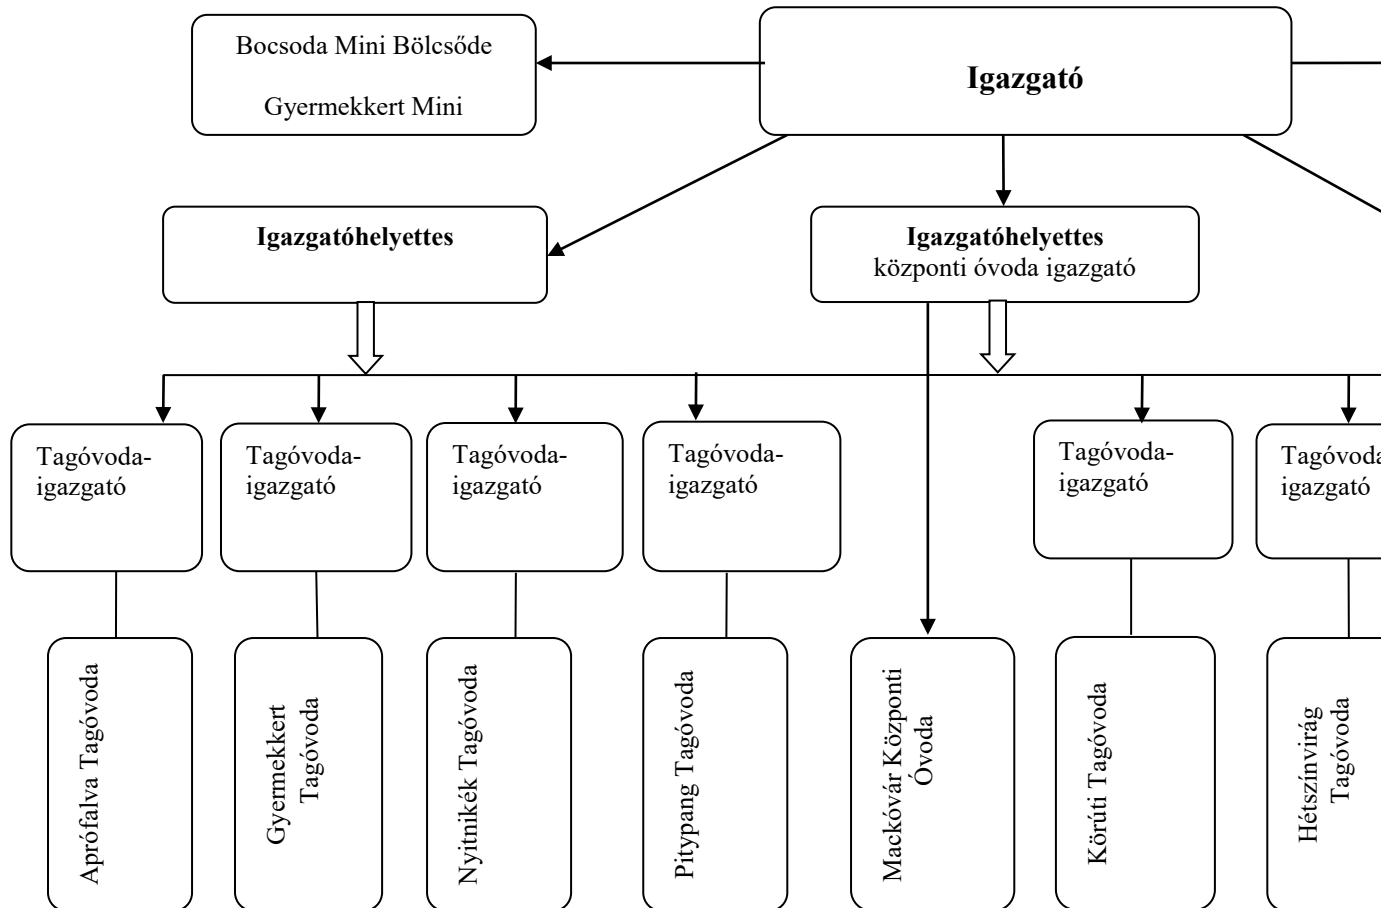 Bocsoda Mini Bölcsőde
Gyermekkert Mini
Igazgató
Igazgatóhelyettes
Igazgatóhelyettes
központi óvoda igazgató
Tagóvoda-
igazgató
Tagóvoda-
igazgató
Tagóvoda-
igazgató
Tagóvoda-
igazgató
Tagóvoda-
igazgató
Tagóvoda
igazgató
Aprófalva Tagóvoda
Gyermekkert
Tagóvoda
Nyitnikék Tagóvoda
Pitypang Tagóvoda
Mackóvár Központi
Óvoda
Körúti Tagóvoda
Hétszínvirág
Tagóvoda